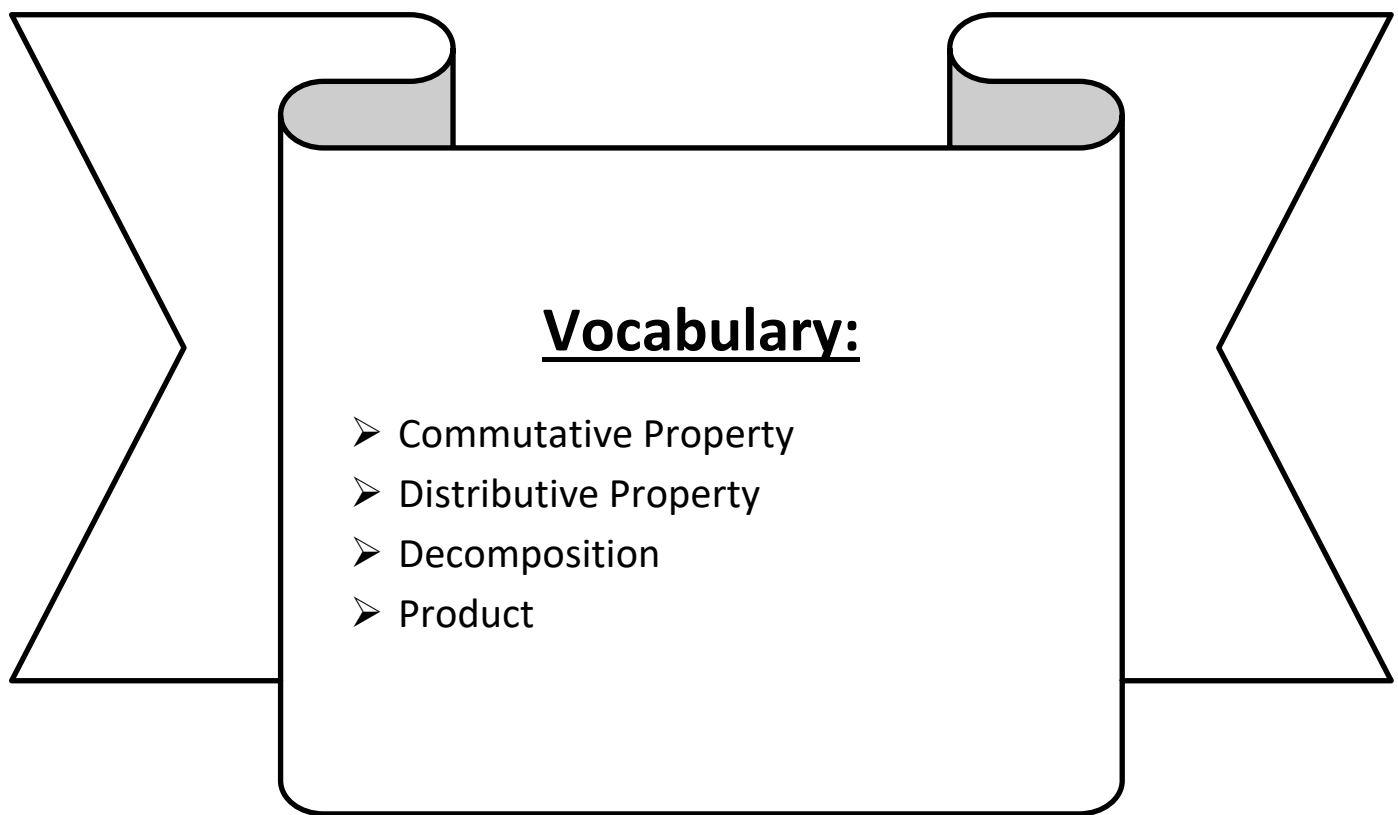 Vocabulary:
➢ Commutative Property
➢ Distributive Property
➢ Decomposition
➢ Product